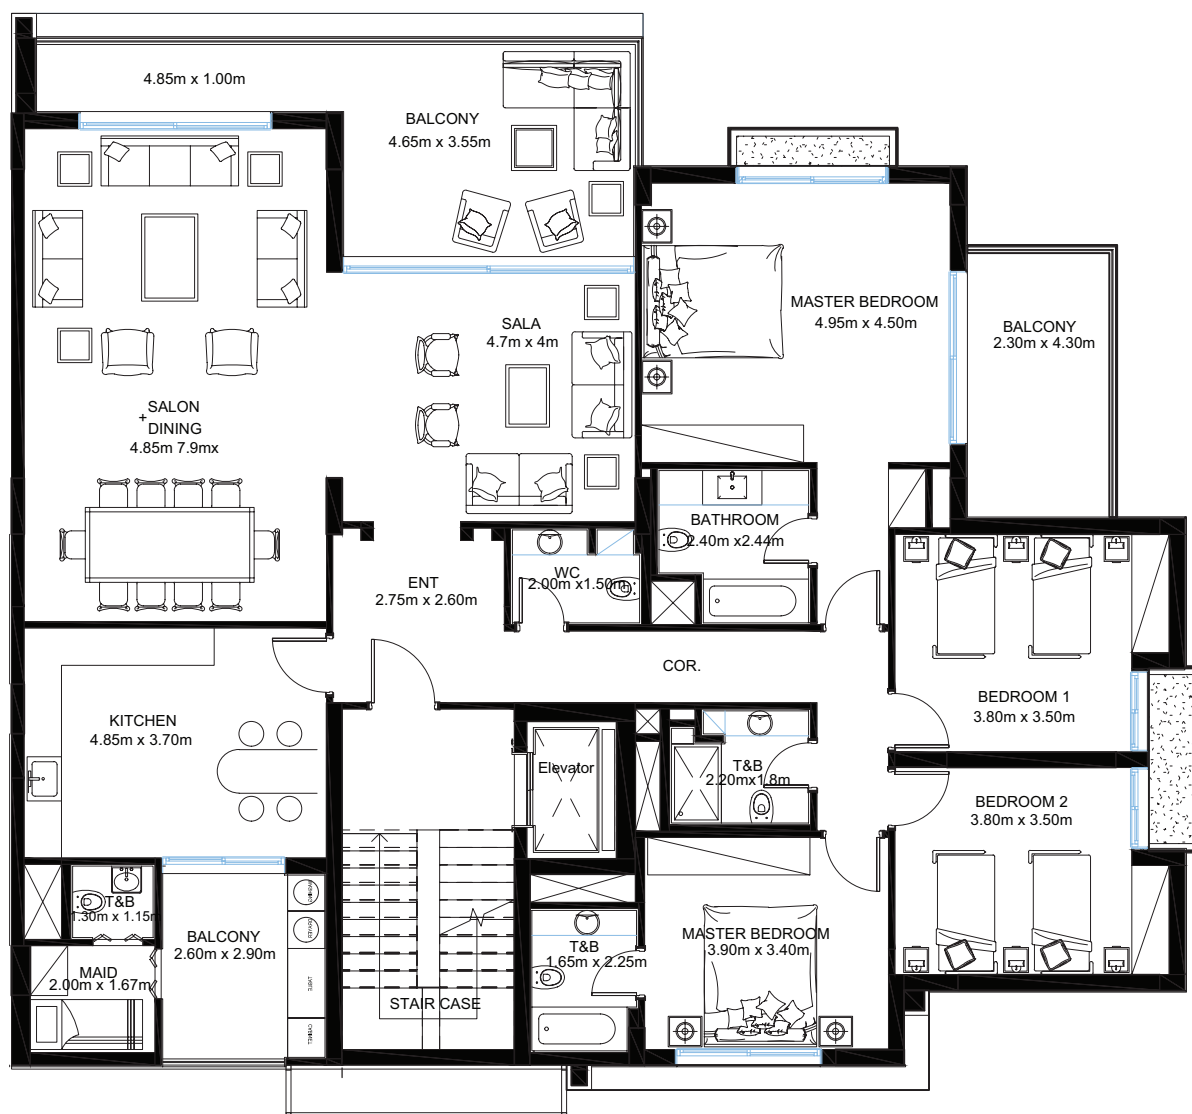 4.85m x 1.00m
BALCONY
4.65m x 3.55m
MASTER BEDROOM
4.95m x 4.50m
BALCONY
2.30m x 4.30m
SALA
4.7m x 4m
SALON
+
DINING
4.85m 7.9mx
BATHROOM
2.40m x2.44m
WC
2.00m x1.50m
ENT
2.75m x 2.60m
COR.
BEDROOM 1
3.80m x 3.50m
KITCHEN
4.85m x 3.70m
Elevator
T&B
2.20mx1.8m
BEDROOM 2
3.80m x 3.50m
T&B
1.30m x 1.15m
BALCONY
2.60m x 2.90m
MAID
2.00m x 1.67m
STAIR CASE
T&B
1.65m x 2.25m
MASTER BEDROOM
3.90m x 3.40m